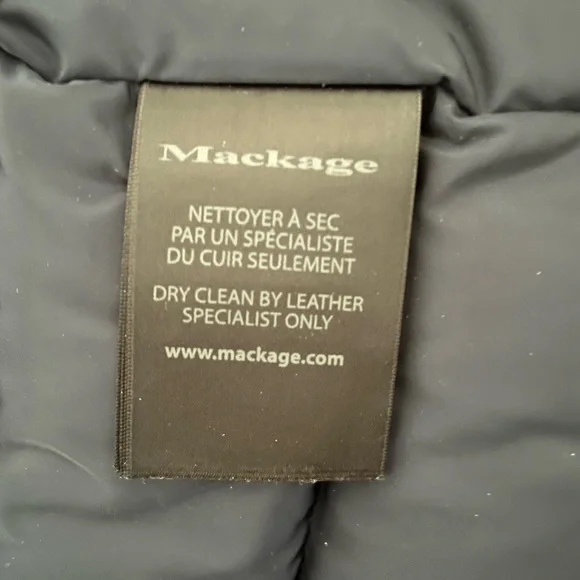 Mackage
NETTOYER À SEC
PAR UN SPÉCIALISTE
DU CUIR SEULEMENT
DRY CLEAN BY LEATHER
SPECIALIST ONLY
www.mackage.com